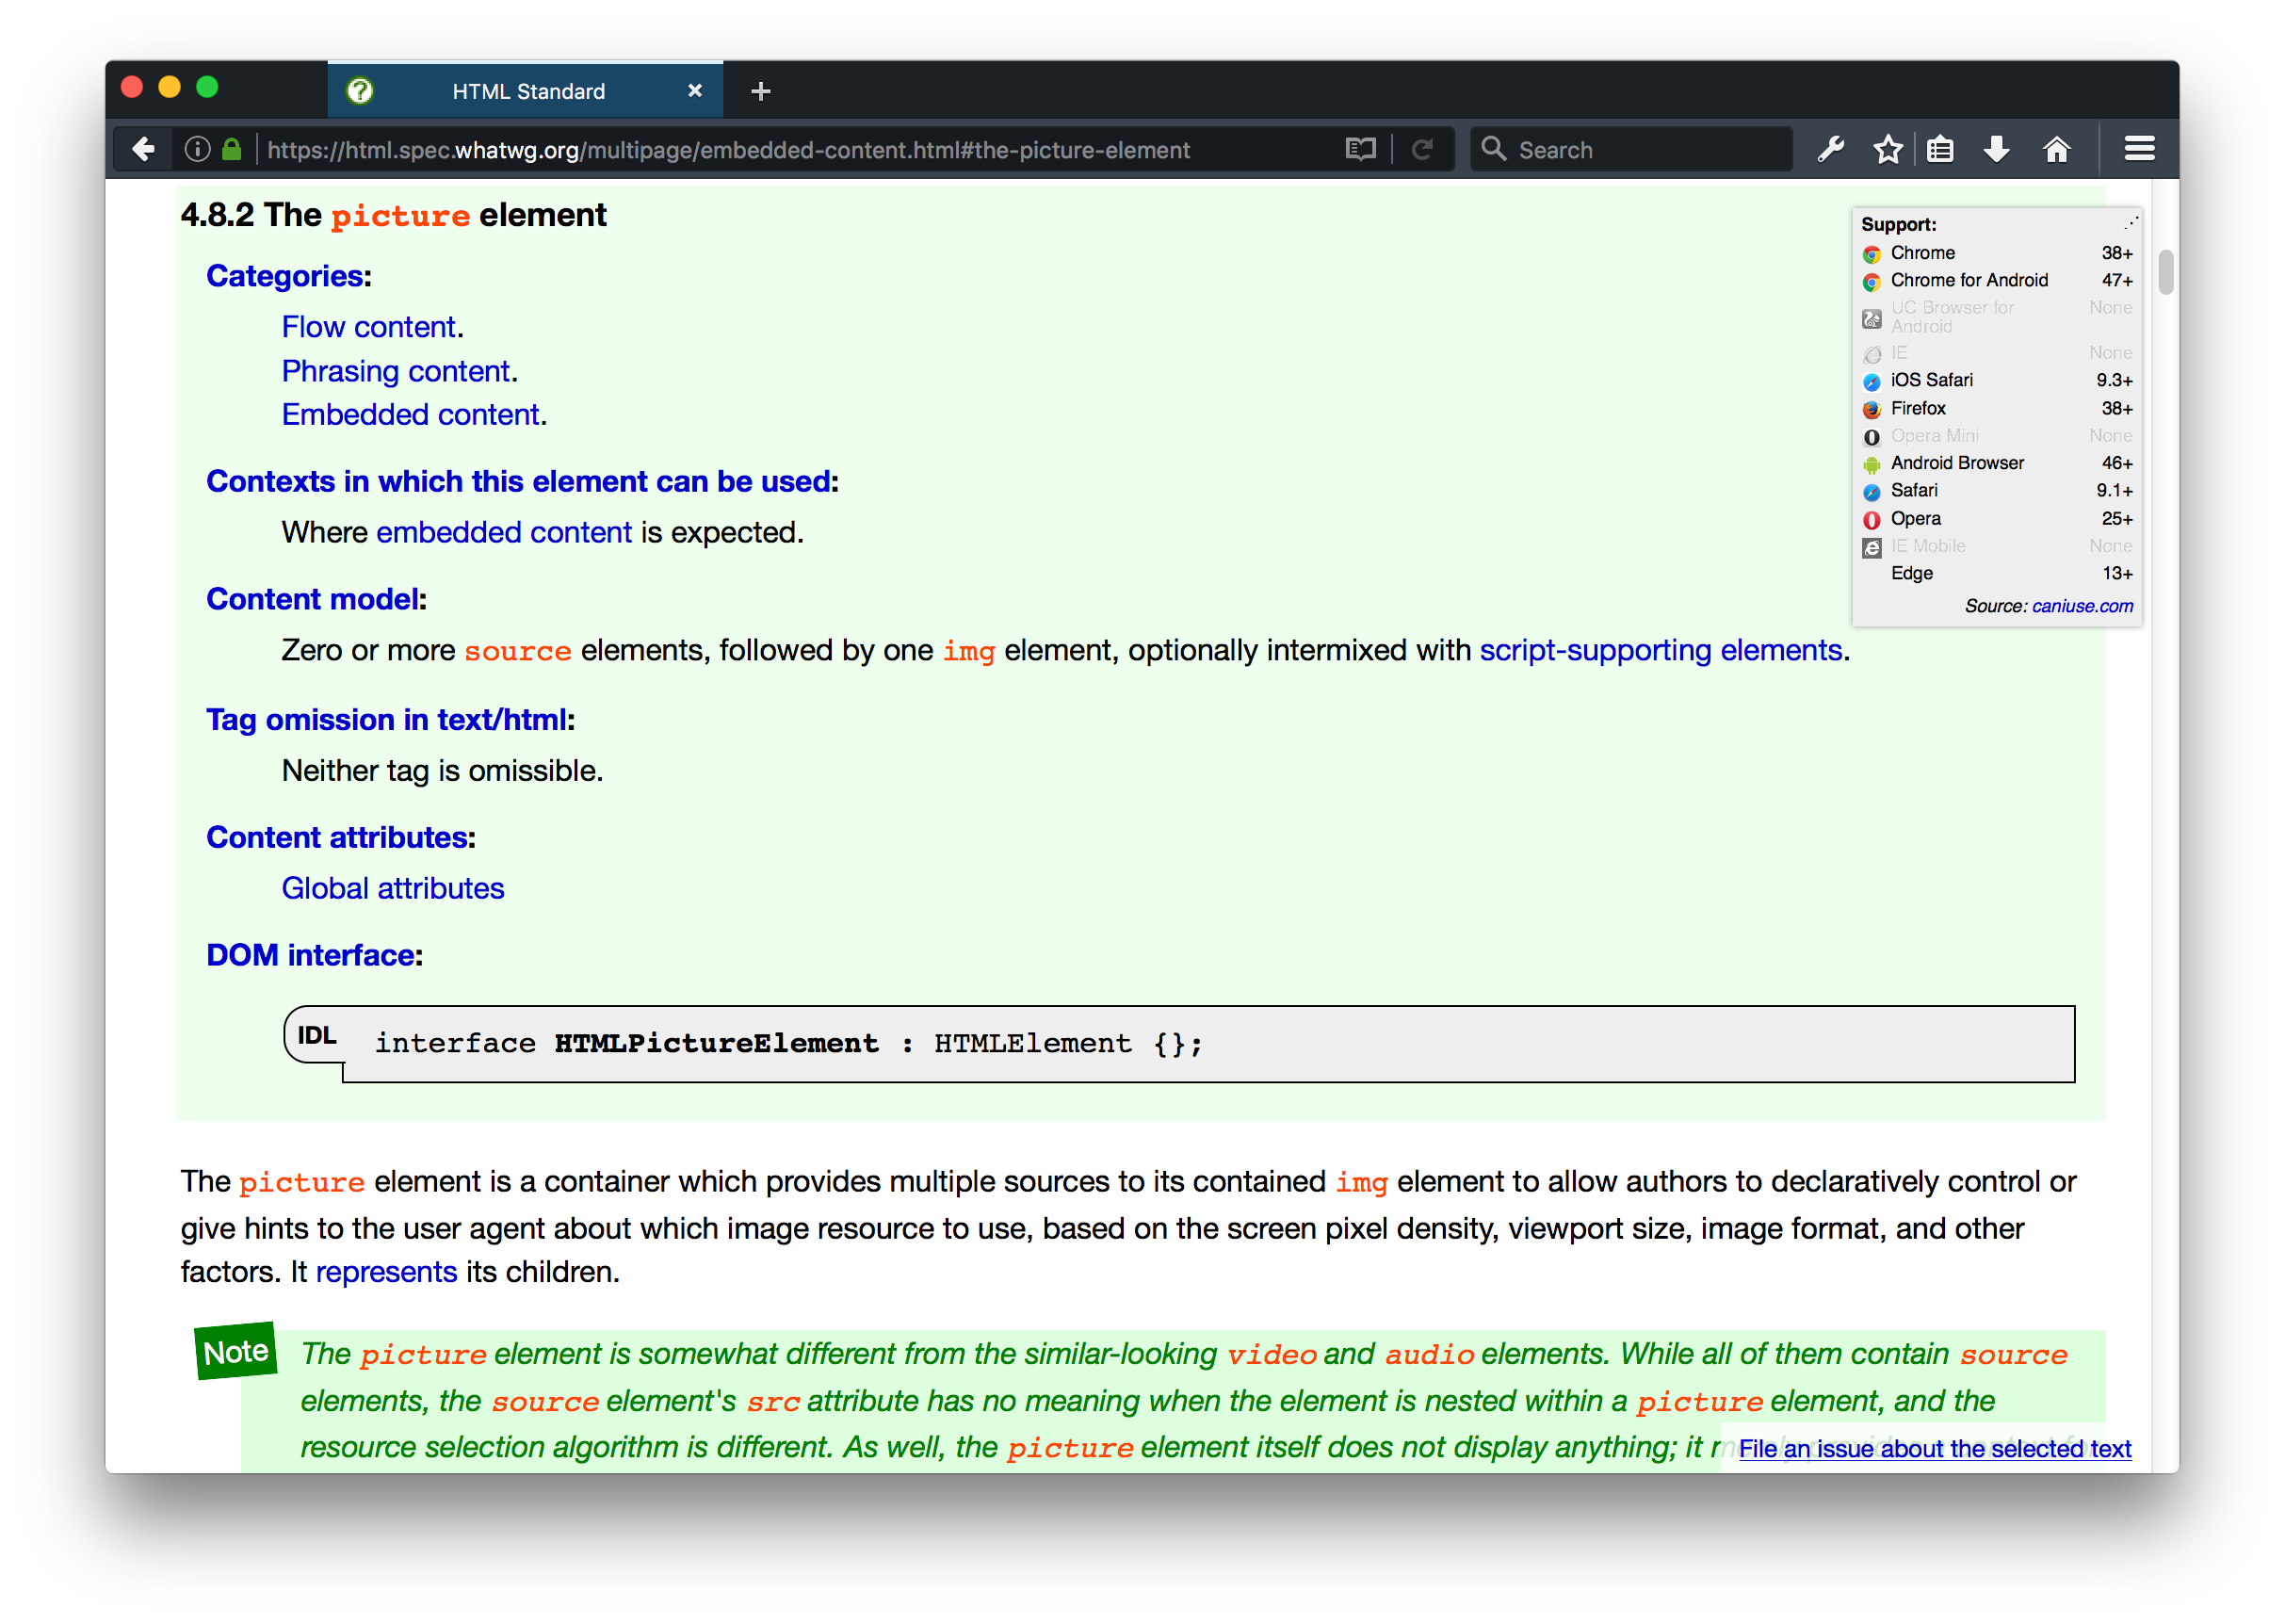 HTML Standard
https://html.spec.whatwg.org/multipage/embedded-content.html#the-picture-element
Search
4.8.2 The picture element
Categories:
Flow content.
Phrasing content.
Embedded content.
Contexts in which this element can be used:
Where embedded content is expected.
Content model:
Zero or more source elements, followed by one img element, optionally intermixed with script-supporting elements.
Tag omission in text/html:
Neither tag is omissible.
Content attributes:
Global attributes
DOM interface:
IDL
interface HTMLPictureElement : HTMLElement {};
Support:
Chrome 38+
Chrome for Android 47+
UC Browser for None
Android
IE None
iOS Safari 9.3+
Firefox 38+
Opera Mini None
Android Browser 46+
Safari 9.1+
Opera 25+
IE Mobile None
Edge 13+
Source: caniuse.com
The picture element is a container which provides multiple sources to its contained img element to allow authors to declaratively control or
give hints to the user agent about which image resource to use, based on the screen pixel density, viewport size, image format, and other
factors. It represents its children.
Note
The picture element is somewhat different from the similar-looking video and audio elements. While all of them contain source
elements, the source element's src attribute has no meaning when the element is nested within a picture element, and the
resource selection algorithm is different. As well, the picture element itself does not display anything; it
File an issue about the selected text